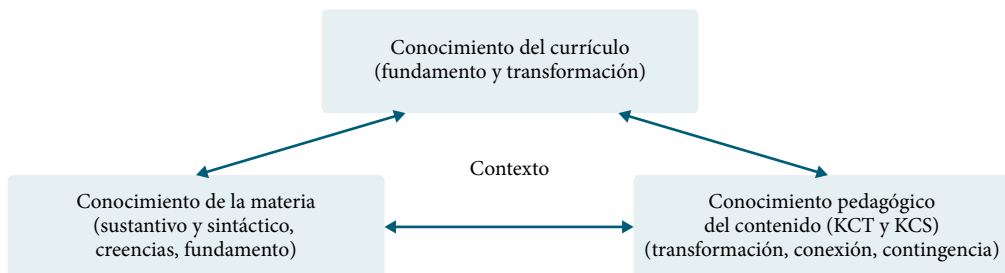 Conocimiento del currículo
(fundamento y transformación)
Contexto
Conocimiento de la materia
(sustantivo y sintáctico,
creencias, fundamento)
Conocimiento pedagógico
del contenido (KCT y KCS)
(transformación, conexión, contingencia)